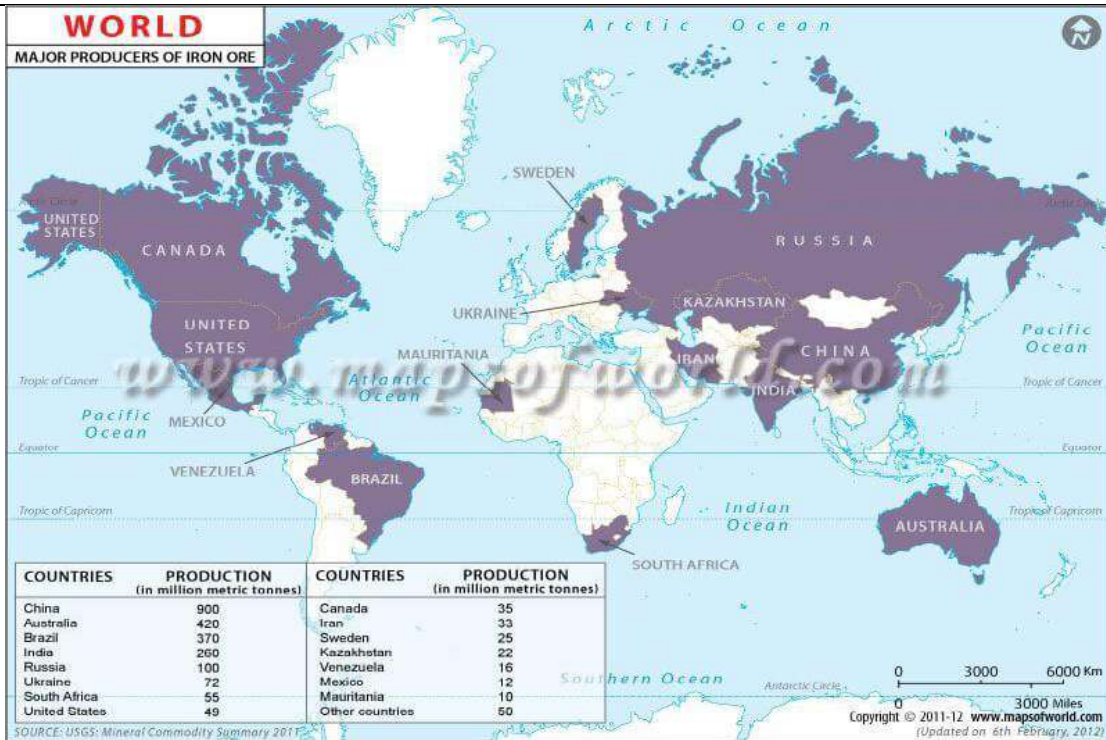 WORLD
MAJOR PRODUCERS OF IRON ORE
Arctic Ocean
N
SWEDEN
Arctic Circle
Arctic Circle
UNITED
STATES
CANADA
RUSSIA
UKRAINE
KAZAKHSTAN
UNITED
STATES
MAURITANIA
IRAN
CHINA
Pacific
Ocean
www.mapsofworld.com
Tropic of Cancer
Atlantic
Ocean
INDIA
Tropic of Cancer
Pacific
Ocean
MEXICO
Equator
Equator
VENEZUELA
BRAZIL
Indian
Ocean
Tropic of Capricorn
Tropic of Capricorn
AUSTRALIA
SOUTH AFRICA
COUNTRIES PRODUCTION COUNTRIES PRODUCTION
(in million metric tonnes) (in million metric tonnes)
China 900 Canada 35
Australia 420 Iran 33
Brazil 370 Sweden 25
India 260 Kazakhstan 22
Russia 100 Venezuela 16
Ukraine 72 Mexico 12
South Africa 55 Mauritania 10
United States 49 Other countries 50
Southern Ocean
Antarctic Circle
0 3000 6000 Km
0 3000 Miles
Copyright © 2011-12 www.mapsofworld.com
(Updated on 6th February, 2012)
SOURCE: USGS: Mineral Commodity Summary 2011